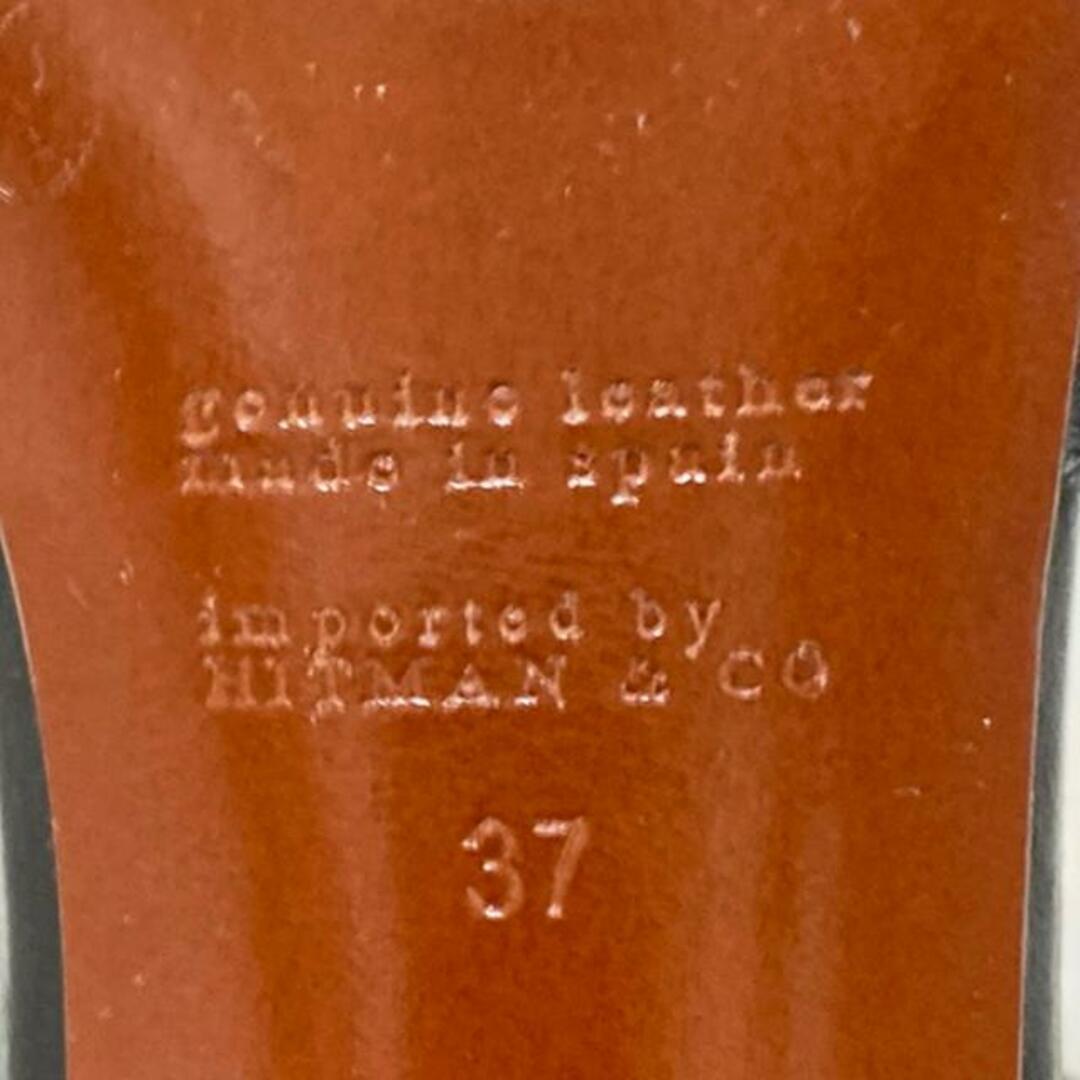 genuine leather
made in spain
imported by
HITMAN & CO
37